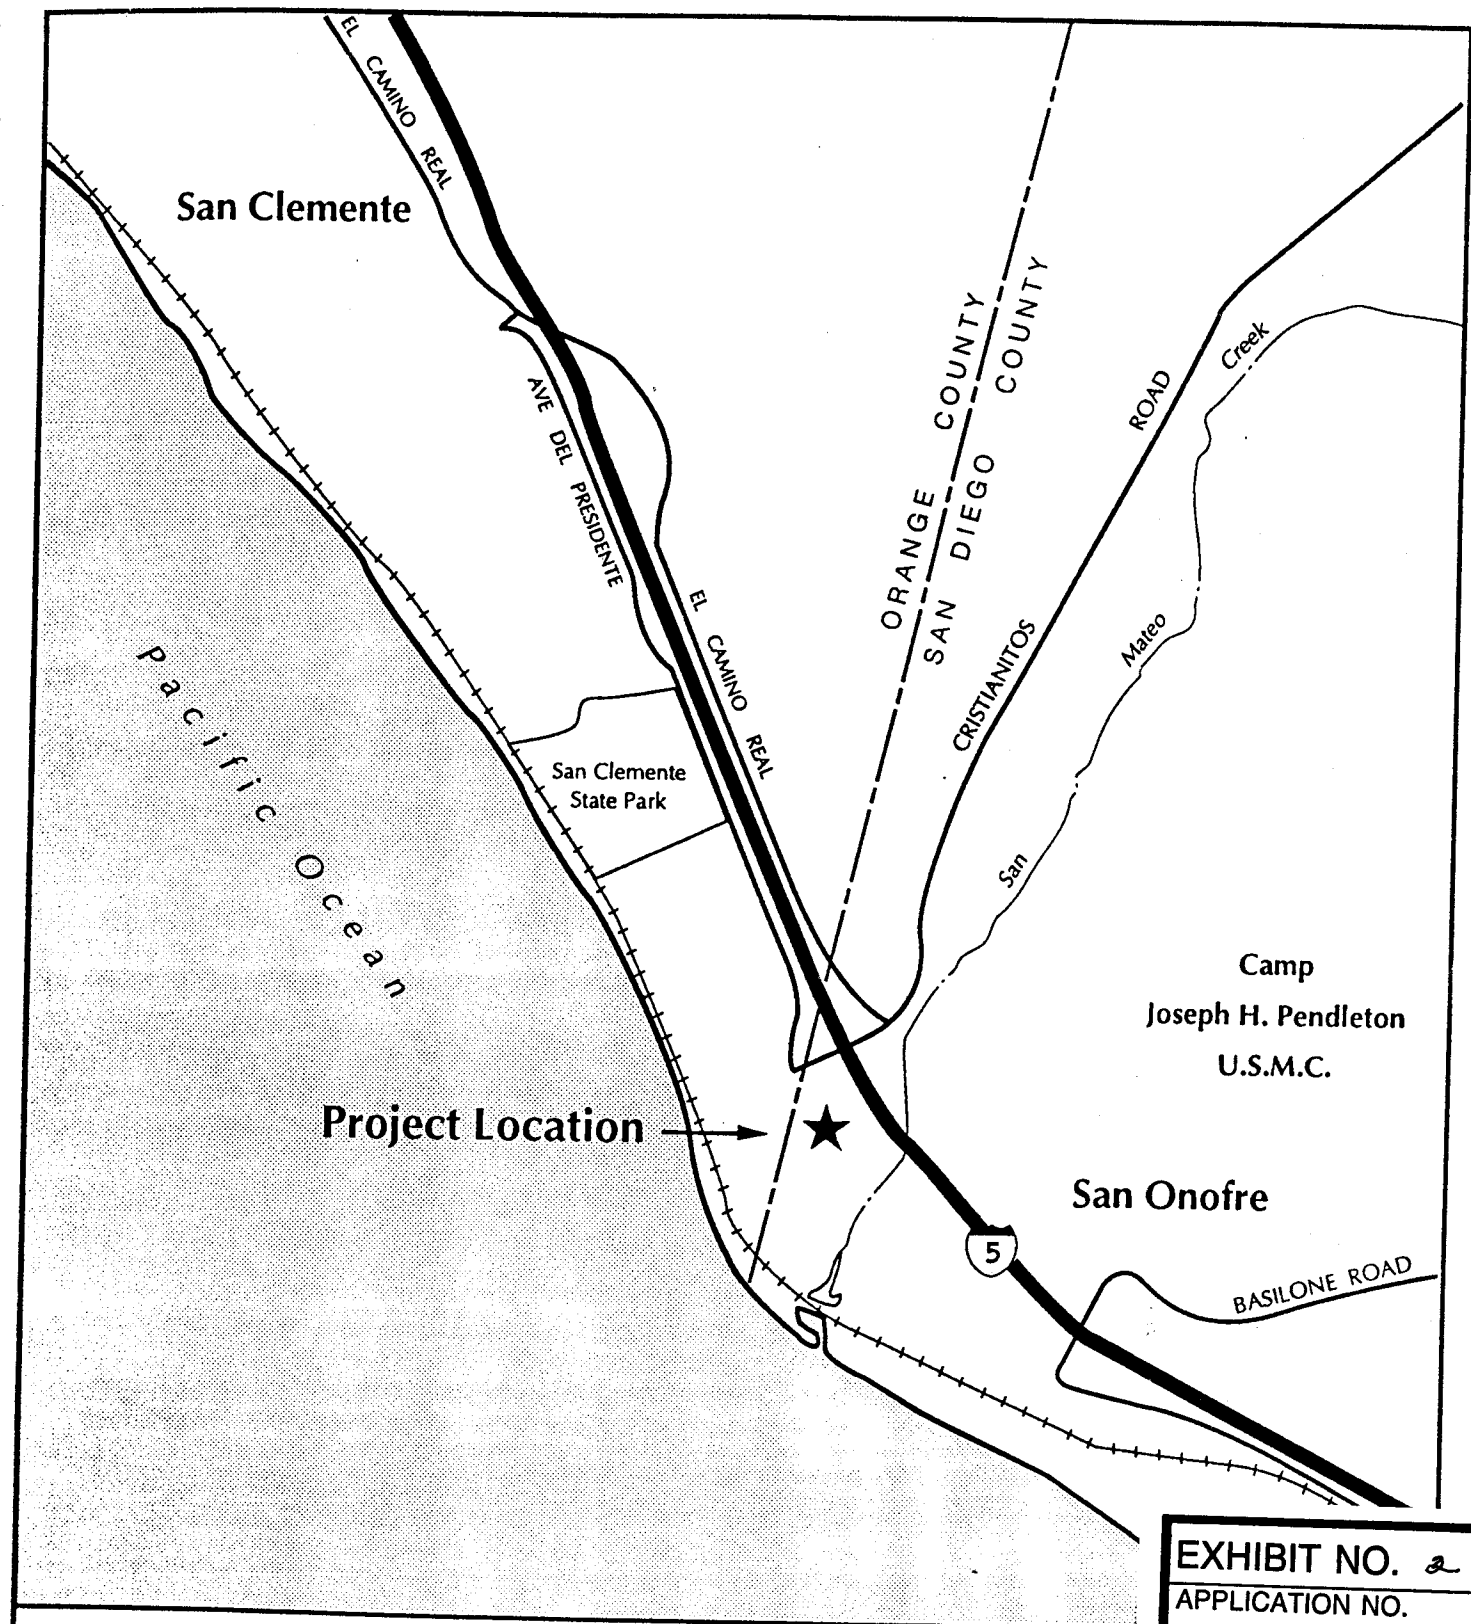 EL CAMINO REAL
San Clemente
AVE DEL PRESIDENTE
ORANGE COUNTY
SAN DIEGO COUNTY
CRISTIANITOS ROAD
San Mateo Creek
EL CAMINO REAL
Pacific Ocean
San Clemente
State Park
Camp
Joseph H. Pendleton
U.S.M.C.
Project Location
San Onofre
5
BASILONE ROAD
EXHIBIT NO. 2
APPLICATION NO.